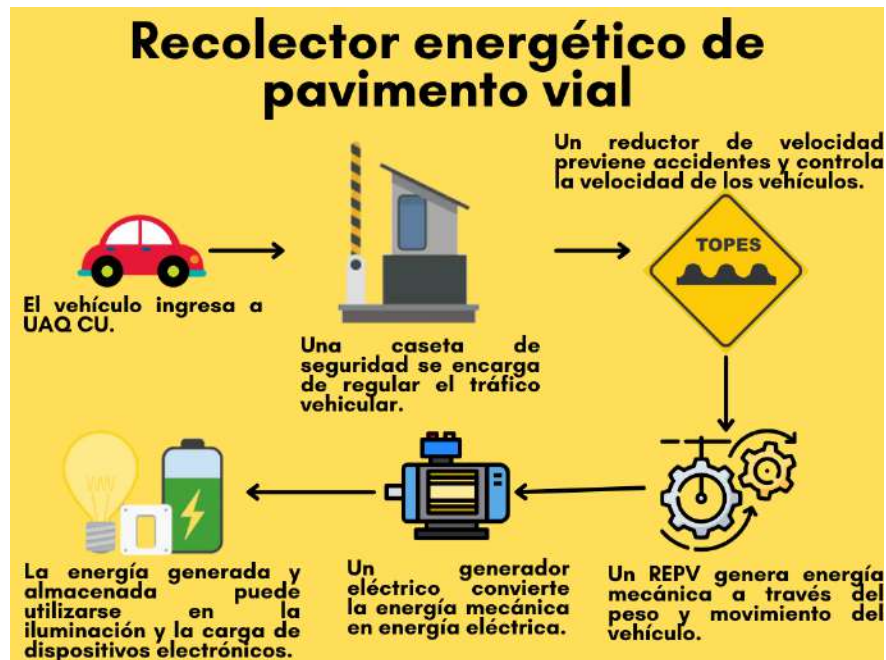 Recolector energético de
pavimento vial
Un reductor de velocidad
previene accidentes y controla
la velocidad de los vehículos.
TOPES
El vehículo ingresa a
UAQ CU.
Una caseta de
seguridad se encarga
de regular el tráfico
vehicular.
La energía generada y
almacenada puede
utilizarse en la
iluminación y la carga de
dispositivos electrónicos.
Un generador
eléctrico convierte
la energía mecánica
en energía eléctrica.
Un REPV genera energía
mecánica a través del
peso y movimiento del
vehículo.